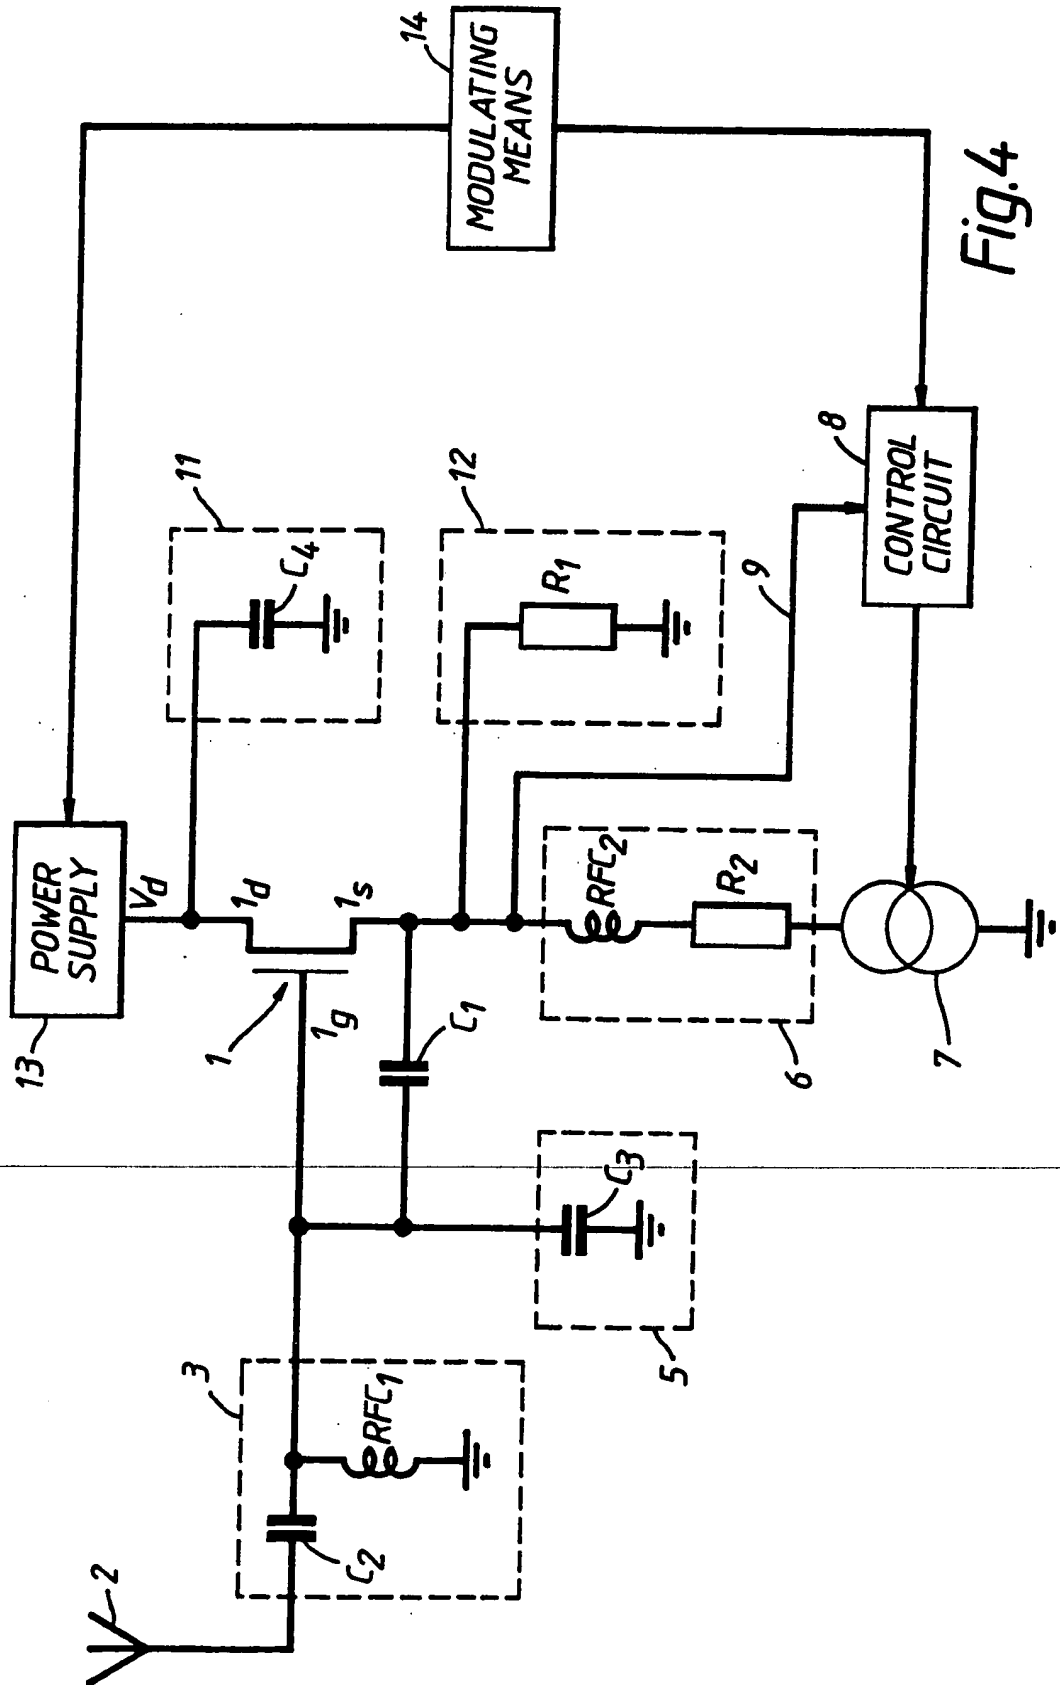 13
POWER
SUPPLY
Vd
14
MODULATING
MEANS
11
C4
1
1d
1g
1s
C1
12
R1
2
3
C2
RFC1
5
C3
6
RFC2
R2
9
7
8
CONTROL
CIRCUIT
Fig.4